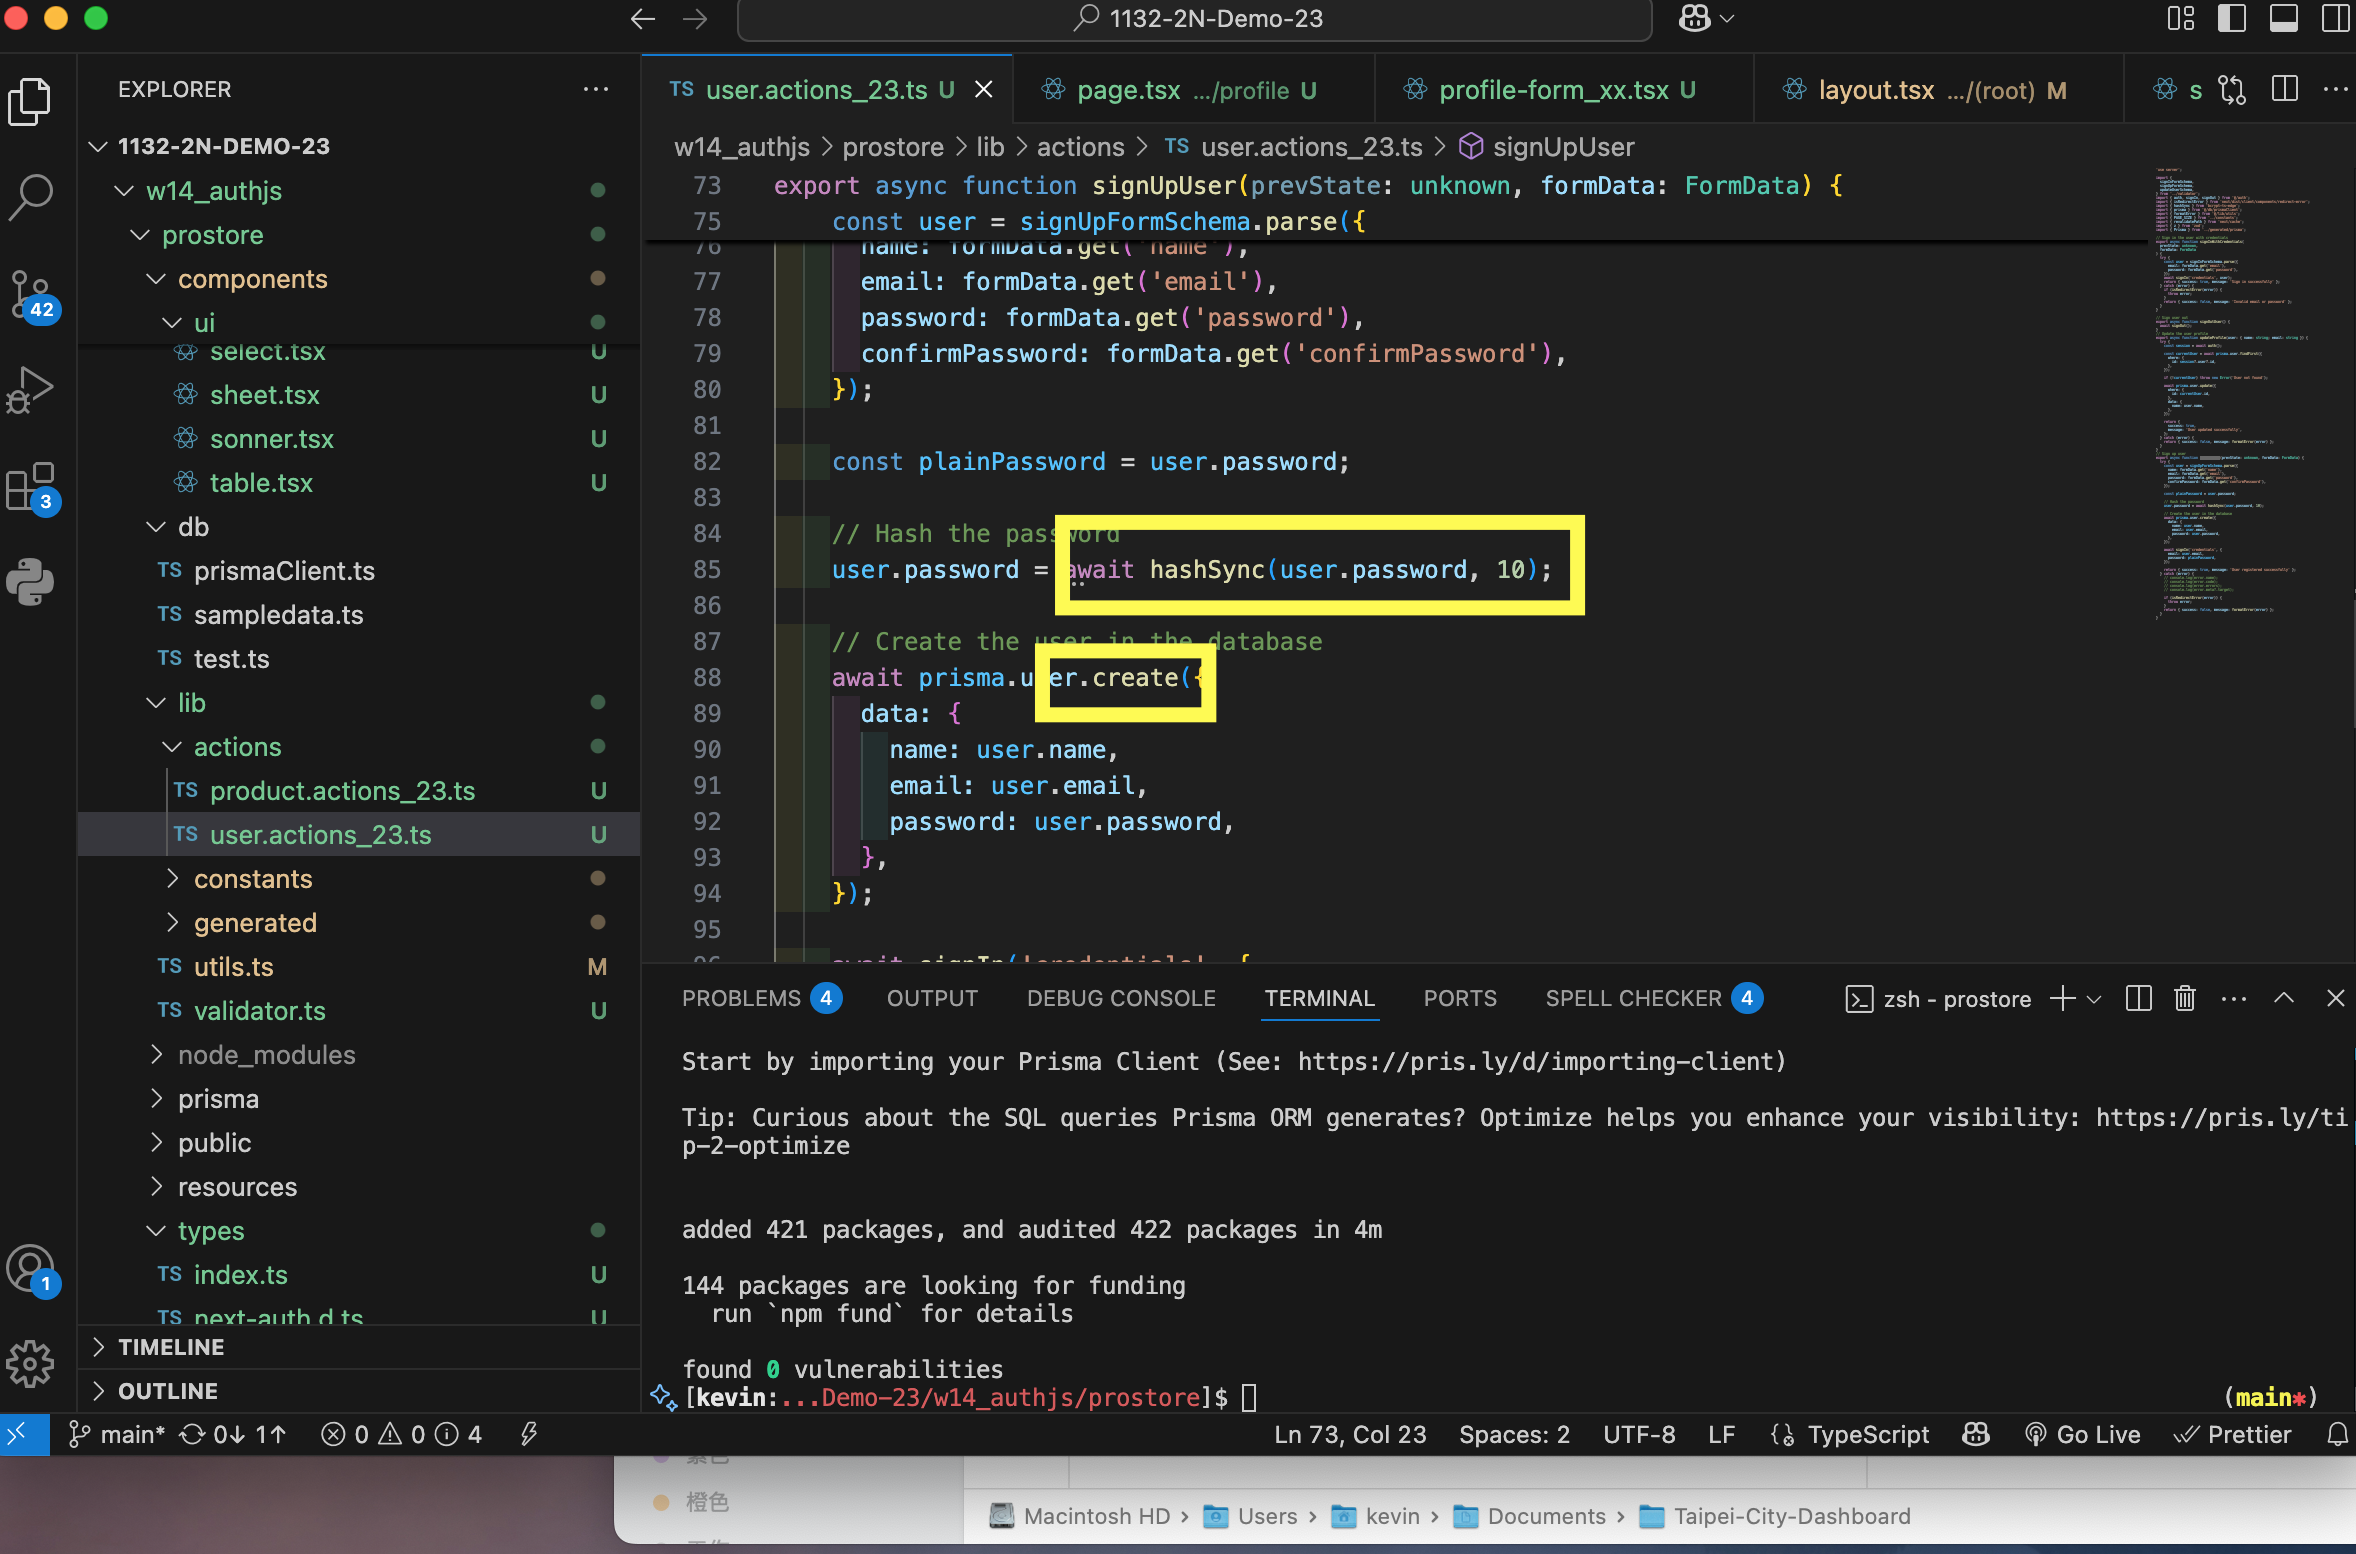 1132-2N-Demo-23
EXPLORER
1132-2N-DEMO-23
w14_authjs
prostore
components
ui
select.tsx U
sheet.tsx U
sonner.tsx U
table.tsx U
db
TS prismaClient.ts
TS sampledata.ts
TS test.ts
lib
actions
TS product.actions_23.ts U
TS user.actions_23.ts U
constants
generated
TS utils.ts M
TS validator.ts U
node_modules
prisma
public
resources
types
TS index.ts U
TS next-auth.d.ts U
TIMELINE
OUTLINE
42
3
1
TS user.actions_23.ts U
page.tsx .../profile U
profile-form_xx.tsx U
layout.tsx .../(root) M
s
w14_authjs > prostore > lib > actions > TS user.actions_23.ts > signUpUser
73 export async function signUpUser(prevState: unknown, formData: FormData) {
75 const user = signUpFormSchema.parse({
76 name: formData.get('name'),
77 email: formData.get('email'),
78 password: formData.get('password'),
79 confirmPassword: formData.get('confirmPassword'),
80 });
81
82 const plainPassword = user.password;
83
84 // Hash the password
85 user.password = await hashSync(user.password, 10);
86
87 // Create the user in the database
88 await prisma.user.create({
89 data: {
90 name: user.name,
91 email: user.email,
92 password: user.password,
93 },
94 });
95
96 await signIn('credentials', {
PROBLEMS 4 OUTPUT DEBUG CONSOLE TERMINAL PORTS SPELL CHECKER 4 zsh - prostore
Start by importing your Prisma Client (See: https://pris.ly/d/importing-client)
Tip: Curious about the SQL queries Prisma ORM generates? Optimize helps you enhance your visibility: https://pris.ly/ti
p-2-optimize
added 421 packages, and audited 422 packages in 4m
144 packages are looking for funding
run `npm fund` for details
found 0 vulnerabilities
[kevin:...Demo-23/w14_authjs/prostore]$ (main*)
main* 0↓ 1↑ 0 0 4 Ln 73, Col 23 Spaces: 2 UTF-8 LF TypeScript Go Live Prettier
紫色
橙色
工作
Macintosh HD › Users › kevin › Documents › Taipei-City-Dashboard